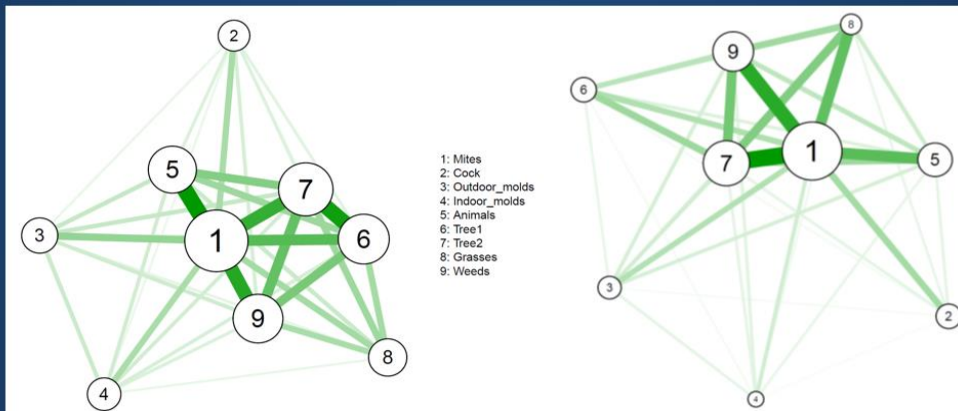 2
5
7
1
6
3
9
8
4
1: Mites
2: Cock
3: Outdoor_molds
4: Indoor_molds
5: Animals
6: Tree1
7: Tree2
8: Grasses
9: Weeds
8
9
6
1
7
5
3
2
4